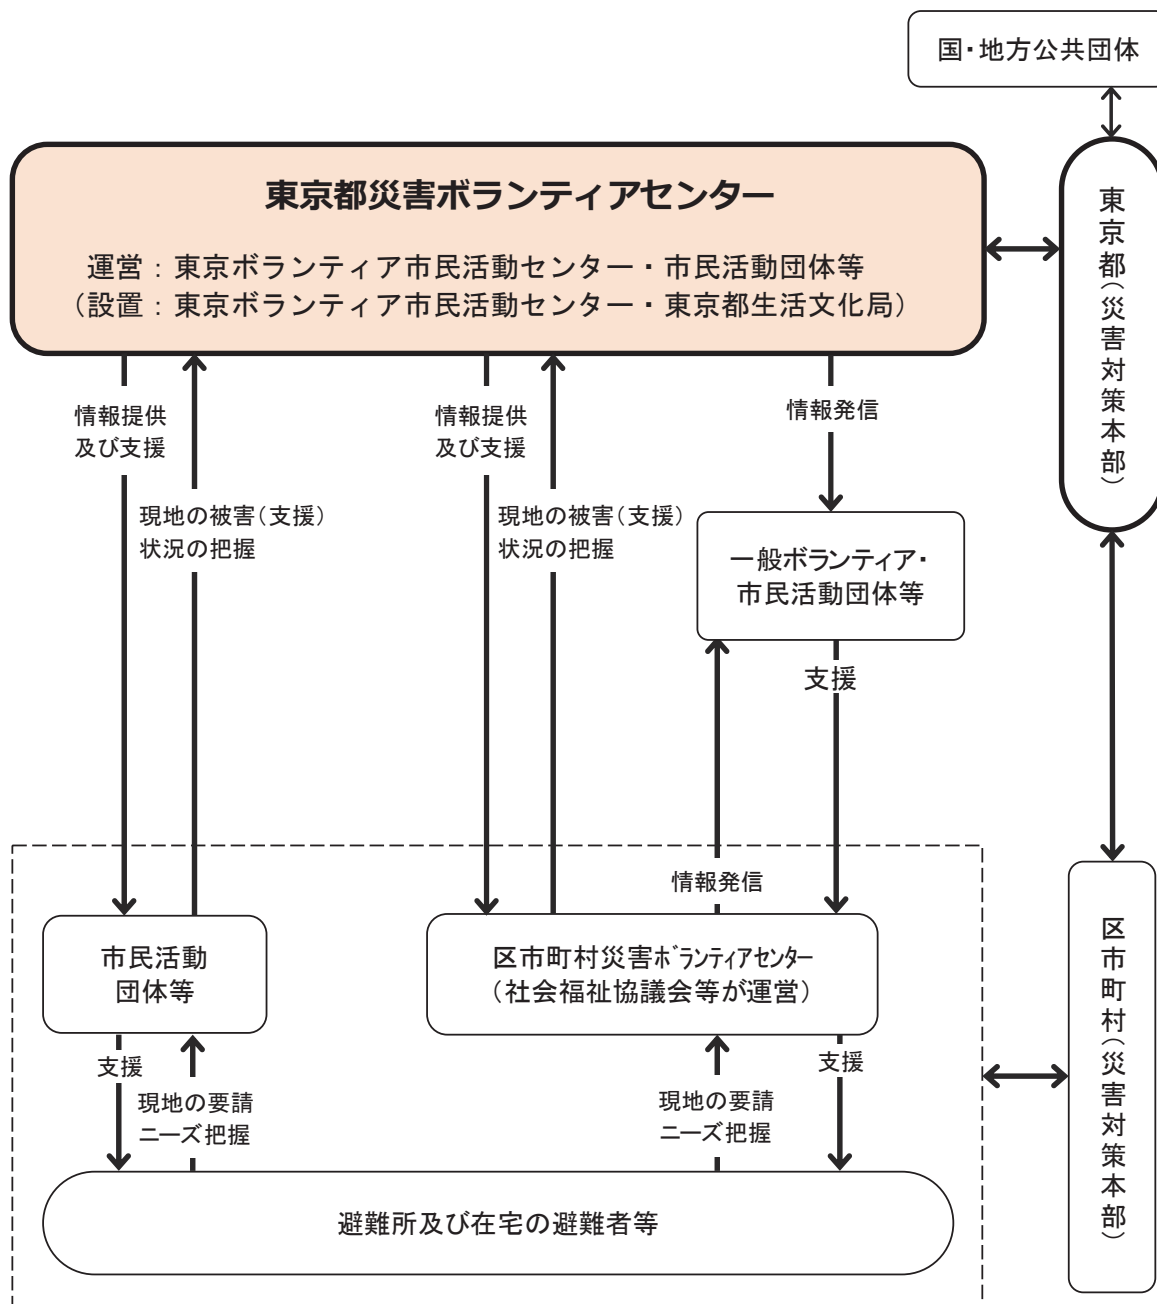 国・地方公共団体
東京都災害ボランティアセンター
運営：東京ボランティア市民活動センター・市民活動団体等
（設置：東京ボランティア市民活動センター・東京都生活文化局）
東京都（災害対策本部）
情報提供
及び支援
現地の被害（支援）
状況の把握
情報提供
及び支援
現地の被害（支援）
状況の把握
情報発信
一般ボランティア・
市民活動団体等
支援
情報発信
市民活動
団体等
区市町村災害ボランティアセンター
（社会福祉協議会等が運営）
区市町村（災害対策本部）
支援
現地の要請
ニーズ把握
現地の要請
ニーズ把握
支援
避難所及び在宅の避難者等